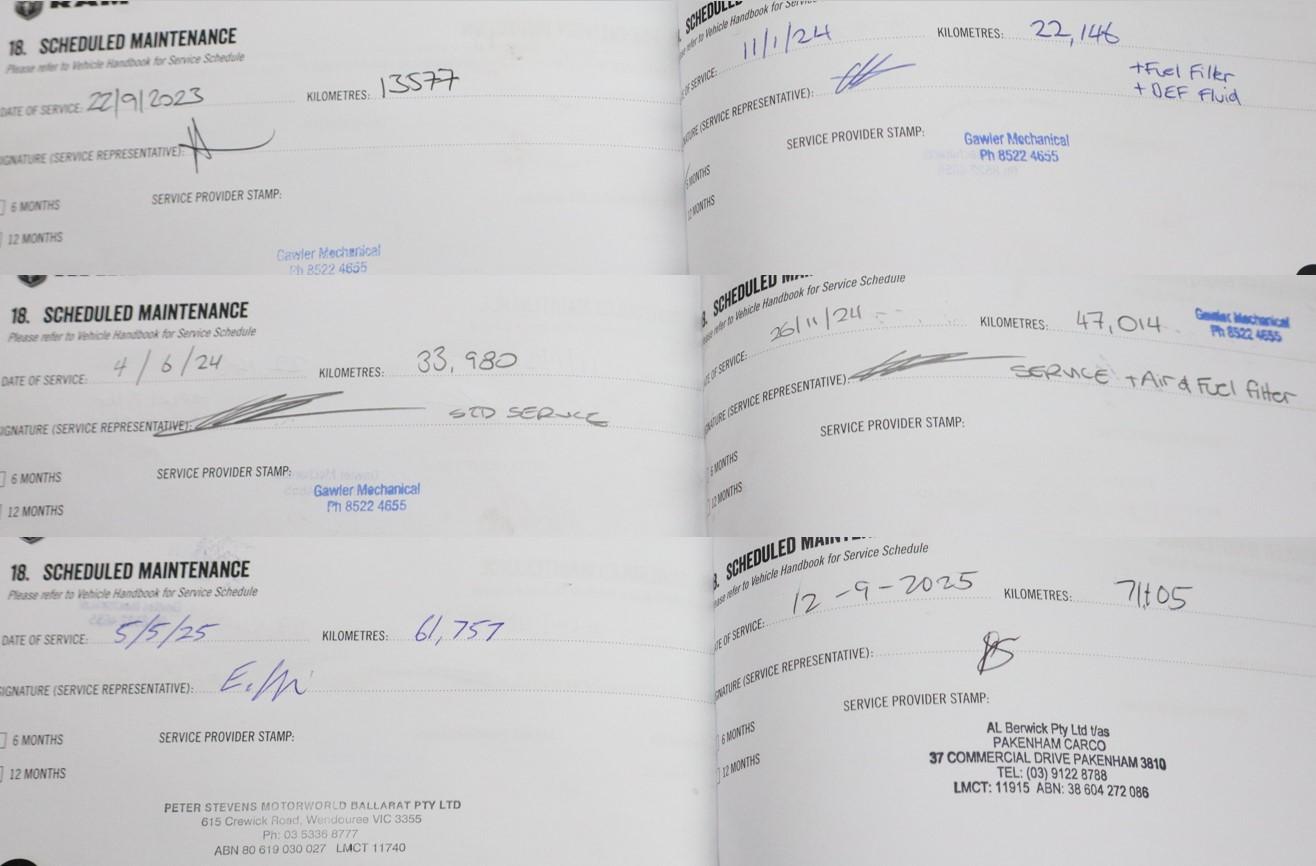 RAM
18. SCHEDULED MAINTENANCE
Please refer to Vehicle Handbook for Service Schedule
DATE OF SERVICE: 22/9/2023 KILOMETRES: 13577
SIGNATURE (SERVICE REPRESENTATIVE):
6 MONTHS SERVICE PROVIDER STAMP:
12 MONTHS
Gawler Mechanical
Ph 8522 4655
SCHEDULED
refer to Vehicle Handbook for Service
OF SERVICE: 11/1/24 KILOMETRES: 22,146
+Fuel Filter
+ DEF Fluid
SIGNATURE (SERVICE REPRESENTATIVE):
SERVICE PROVIDER STAMP:
Gawler Mechanical
Ph 8522 4655
6 MONTHS
12 MONTHS
18. SCHEDULED MAINTENANCE
Please refer to Vehicle Handbook for Service Schedule
DATE OF SERVICE: 4/6/24 KILOMETRES: 33,980
SIGNATURE (SERVICE REPRESENTATIVE): STD SERVICE
6 MONTHS SERVICE PROVIDER STAMP:
12 MONTHS
Gawler Mechanical
Ph 8522 4655
8. SCHEDULED
Please refer to Vehicle Handbook for Service Schedule
DATE OF SERVICE: 26/11/24 KILOMETRES: 47,014
Gawler Mechanical
Ph 8522 4655
SIGNATURE (SERVICE REPRESENTATIVE): SERVICE +Air & Fuel filter
SERVICE PROVIDER STAMP:
6 MONTHS
12 MONTHS
18. SCHEDULED MAINTENANCE
Please refer to Vehicle Handbook for Service Schedule
DATE OF SERVICE: 5/5/25 KILOMETRES: 61,757
SIGNATURE (SERVICE REPRESENTATIVE):
6 MONTHS SERVICE PROVIDER STAMP:
12 MONTHS
PETER STEVENS MOTORWORLD BALLARAT PTY LTD
615 Crewick Road, Wendouree VIC 3355
Ph: 03 5336 8777
ABN 80 619 030 027 LMCT 11740
8. SCHEDULED MAINTENANCE
Please refer to Vehicle Handbook for Service Schedule
DATE OF SERVICE: 12-9-2025 KILOMETRES:
SIGNATURE (SERVICE REPRESENTATIVE):
SERVICE PROVIDER STAMP:
6 MONTHS
12 MONTHS
AL Berwick Pty Ltd t/as
PAKENHAM CARCO
37 COMMERCIAL DRIVE PAKENHAM 3810
TEL: (03) 9122 8788
LMCT: 11915 ABN: 38 604 272 086